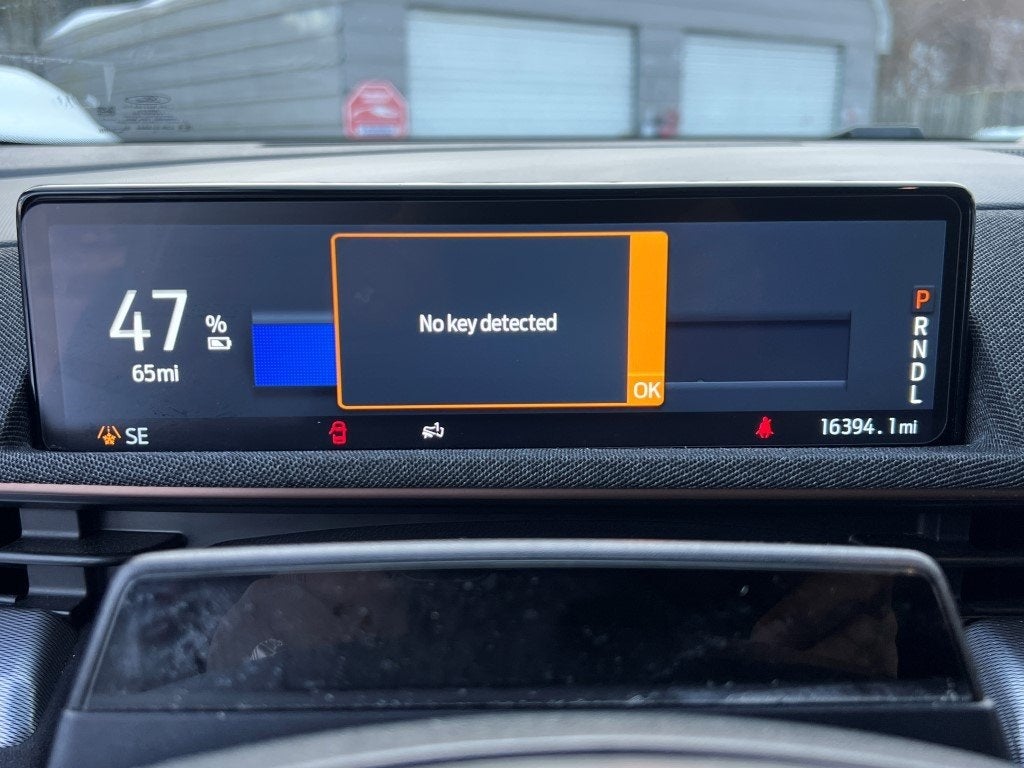 47 %
65mi
No key detected
OK
P
R
N
D
L
SE
16394.1mi